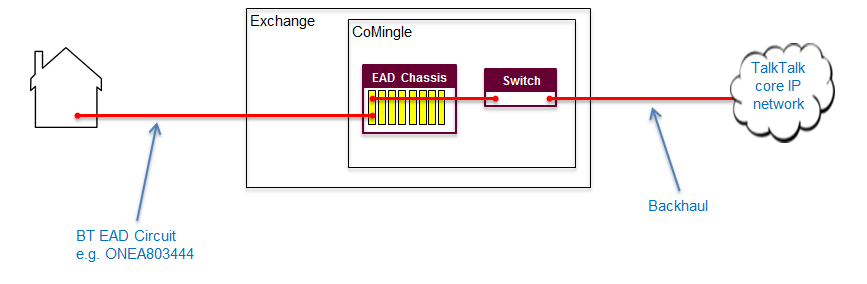 Exchange
CoMingle
EAD Chassis
Switch
TalkTalk
core IP
network
Backhaul
BT EAD Circuit
e.g. ONEA803444